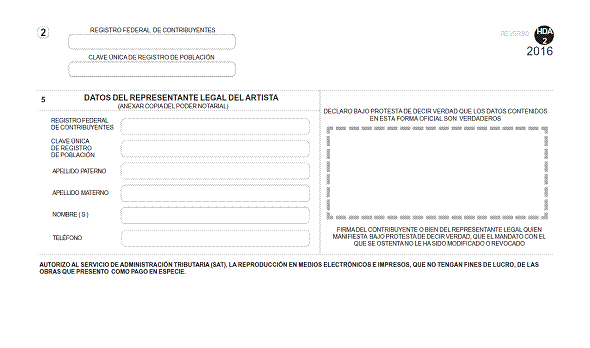 2
REGISTRO FEDERAL DE CONTRIBUYENTES
REVERSO
HDA
2
2016
CLAVE ÚNICA DE REGISTRO DE POBLACIÓN
5
DATOS DEL REPRESENTANTE LEGAL DEL ARTISTA
(ANEXAR COPIA DEL PODER NOTARIAL)
REGISTRO FEDERAL
DE CONTRIBUYENTES
CLAVE ÚNICA
DE REGISTRO
DE POBLACIÓN
APELLIDO PATERNO
APELLIDO MATERNO
NOMBRE ( S )
TELÉFONO
DECLARO BAJO PROTESTA DE DECIR VERDAD QUE LOS DATOS CONTENIDOS
EN ESTA FORMA OFICIAL SON VERDADEROS
FIRMA DEL CONTRIBUYENTE O BIEN DEL REPRESENTANTE LEGAL QUIEN
MANIFIESTA BAJO PROTESTA DE DECIR VERDAD, QUE EL MANDATO CON EL
QUE SE OSTENTA NO LE HA SIDO MODIFICADO O REVOCADO
AUTORIZO AL SERVICIO DE ADMINISTRACIÓN TRIBUTARIA (SAT), LA REPRODUCCIÓN EN MEDIOS ELECTRÓNICOS E IMPRESOS, QUE NO TENGAN FINES DE LUCRO, DE LAS
OBRAS QUE PRESENTO COMO PAGO EN ESPECIE.